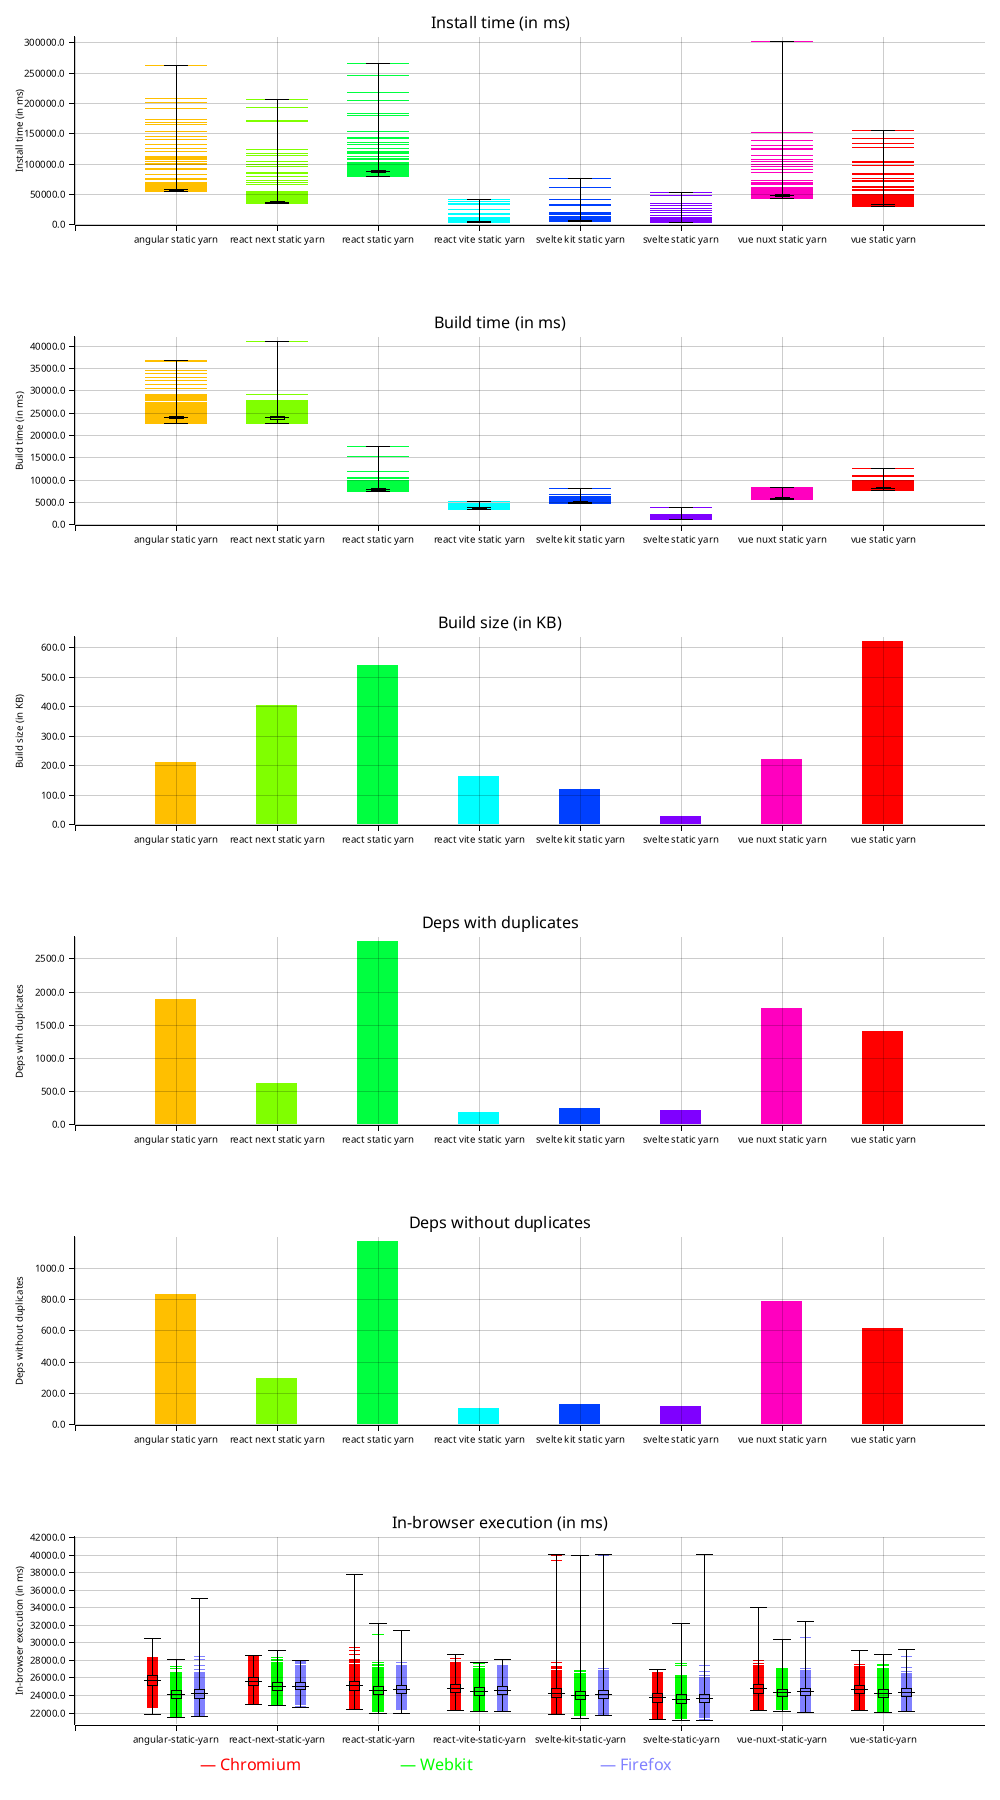 Install time (in ms)
Install time (in ms)
300000.0
250000.0
200000.0
150000.0
100000.0
50000.0
0.0
angular static yarn react next static yarn react static yarn react vite static yarn svelte kit static yarn svelte static yarn vue nuxt static yarn vue static yarn
Build time (in ms)
Build time (in ms)
40000.0
35000.0
30000.0
25000.0
20000.0
15000.0
10000.0
5000.0
0.0
angular static yarn react next static yarn react static yarn react vite static yarn svelte kit static yarn svelte static yarn vue nuxt static yarn vue static yarn
Build size (in KB)
Build size (in KB)
600.0
500.0
400.0
300.0
200.0
100.0
0.0
angular static yarn react next static yarn react static yarn react vite static yarn svelte kit static yarn svelte static yarn vue nuxt static yarn vue static yarn
Deps with duplicates
Deps with duplicates
2500.0
2000.0
1500.0
1000.0
500.0
0.0
angular static yarn react next static yarn react static yarn react vite static yarn svelte kit static yarn svelte static yarn vue nuxt static yarn vue static yarn
Deps without duplicates
Deps without duplicates
1000.0
800.0
600.0
400.0
200.0
0.0
angular static yarn react next static yarn react static yarn react vite static yarn svelte kit static yarn svelte static yarn vue nuxt static yarn vue static yarn
In-browser execution (in ms)
In-browser execution (in ms)
42000.0
40000.0
38000.0
36000.0
34000.0
32000.0
30000.0
28000.0
26000.0
24000.0
22000.0
angular-static-yarn react-next-static-yarn react-static-yarn react-vite-static-yarn svelte-kit-static-yarn svelte-static-yarn vue-nuxt-static-yarn vue-static-yarn
— Chromium — Webkit — Firefox